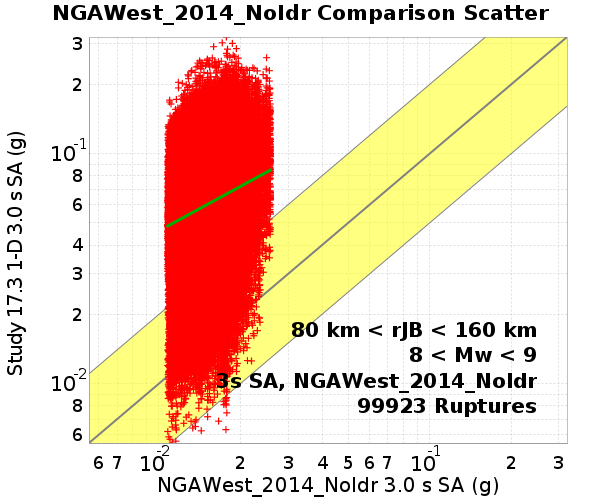 NGAWest_2014_NoIdr Comparison Scatter
3
2
10-1
8
6
4
3
2
10-2
8
6
Study 17.3 1-D 3.0 s SA (g)
80 km < rJB < 160 km
8 < Mw < 9
3s SA, NGAWest_2014_NoIdr
99923 Ruptures
6 7 10-2 2 3 4 5 6 7 10-1 2 3
NGAWest_2014_NoIdr 3.0 s SA (g)